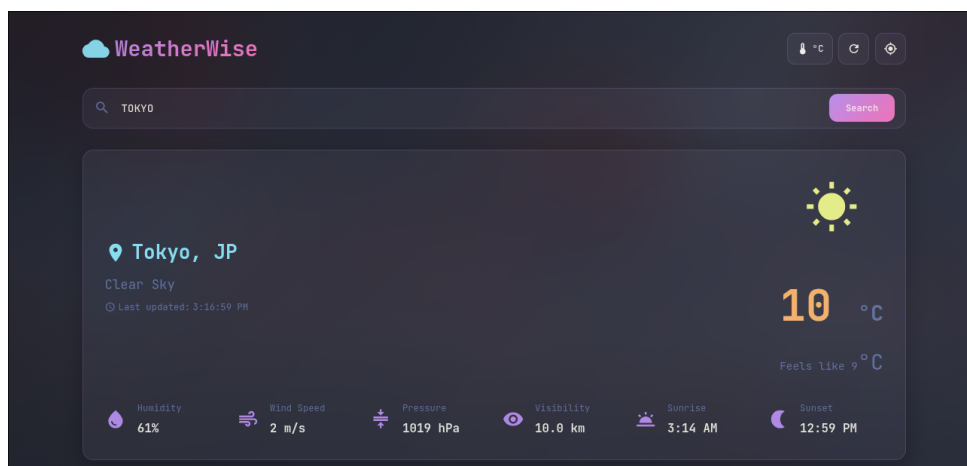 WeatherWise
°C
TOKYO
Search
Tokyo, JP
Clear Sky
Last updated: 3:16:59 PM
10 °C
Feels like 9°C
Humidity
61%
Wind Speed
2 m/s
Pressure
1019 hPa
Visibility
10.0 km
Sunrise
3:14 AM
Sunset
12:59 PM